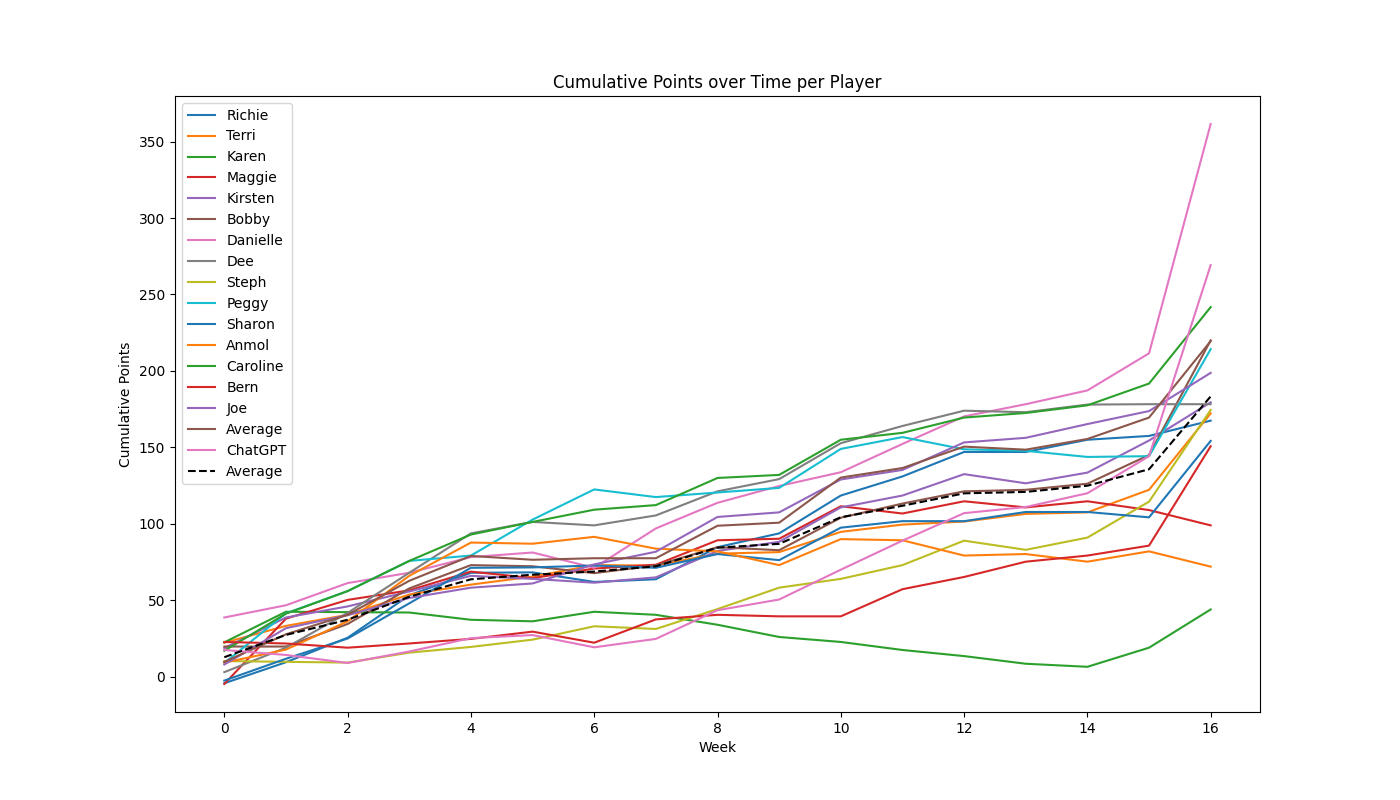 Cumulative Points over Time per Player
Richie
Terri
Karen
Maggie
Kirsten
Bobby
Danielle
Dee
Steph
Peggy
Sharon
Anmol
Caroline
Bern
Joe
Average
ChatGPT
Average
350
300
250
200
150
100
50
0
Cumulative Points
0 2 4 6 8 10 12 14 16
Week